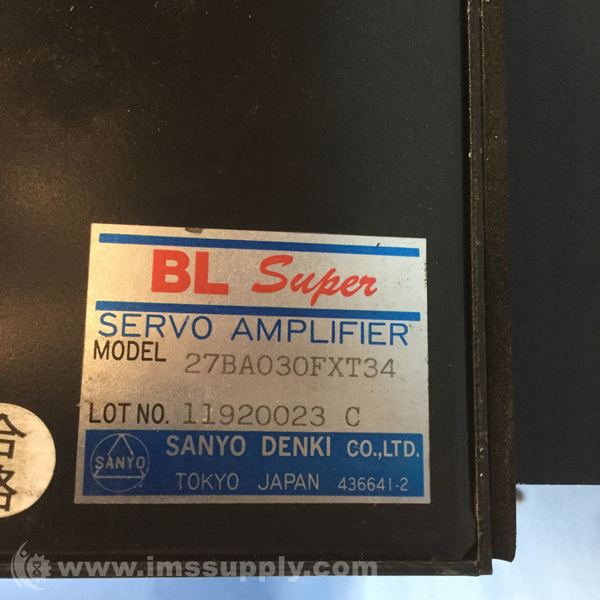 BL Super
SERVO AMPLIFIER
MODEL 27BA030FXT34
LOT NO. 11920023 C
SANYO
SANYO DENKI CO.,LTD.
TOKYO JAPAN 436641-2
合格
www.imssupply.com